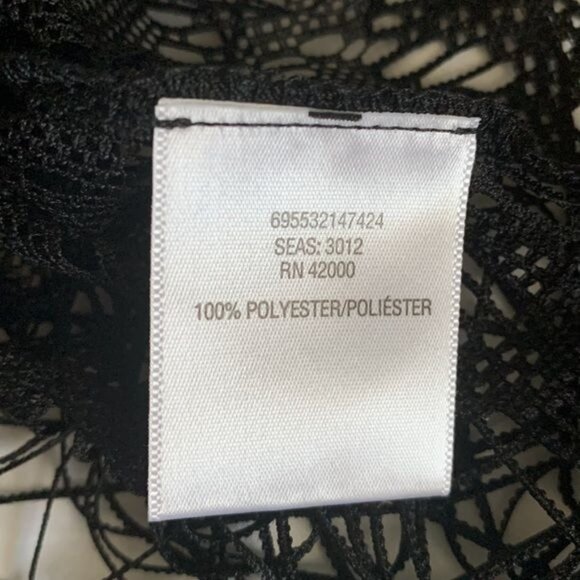 695532147424
SEAS: 3012
RN 42000
100% POLYESTER/POLIÉSTER